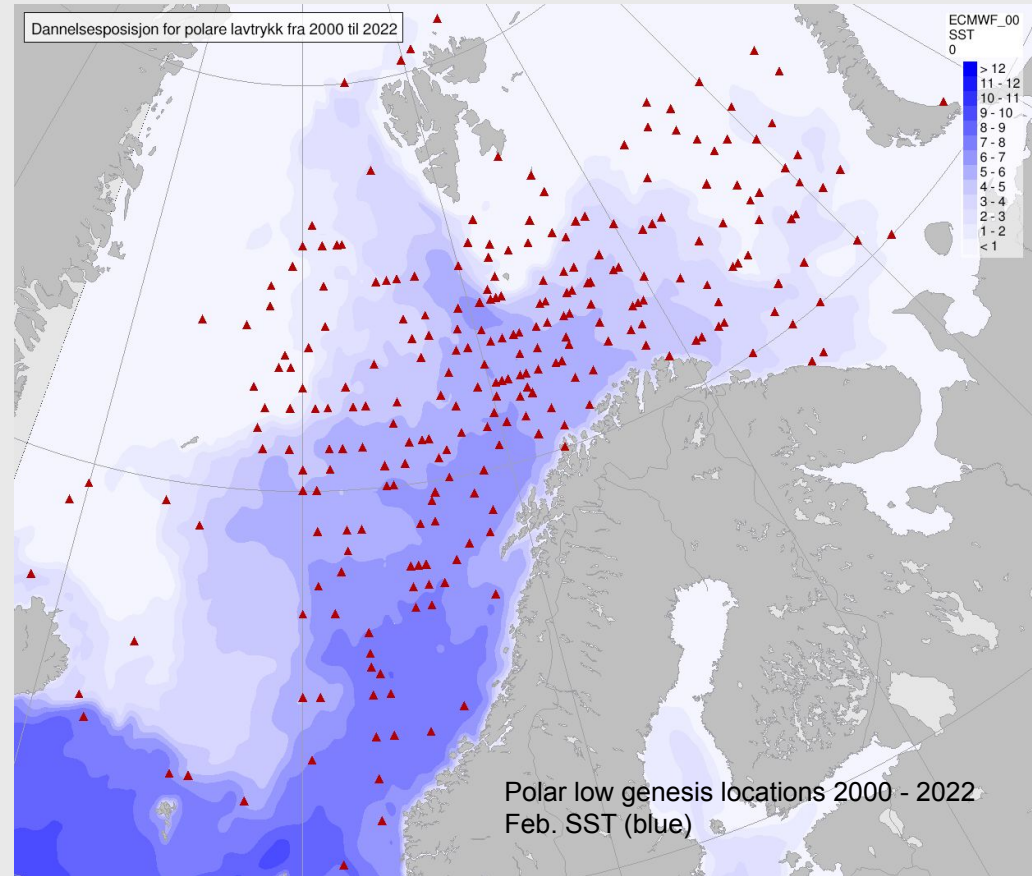 Dannelsesposisjon for polare lavtrykk fra 2000 til 2022
ECMWF_00
SST
0
> 12
11 - 12
10 - 11
9 - 10
8 - 9
7 - 8
6 - 7
5 - 6
4 - 5
3 - 4
2 - 3
1 - 2
< 1
Polar low genesis locations 2000 - 2022
Feb. SST (blue)